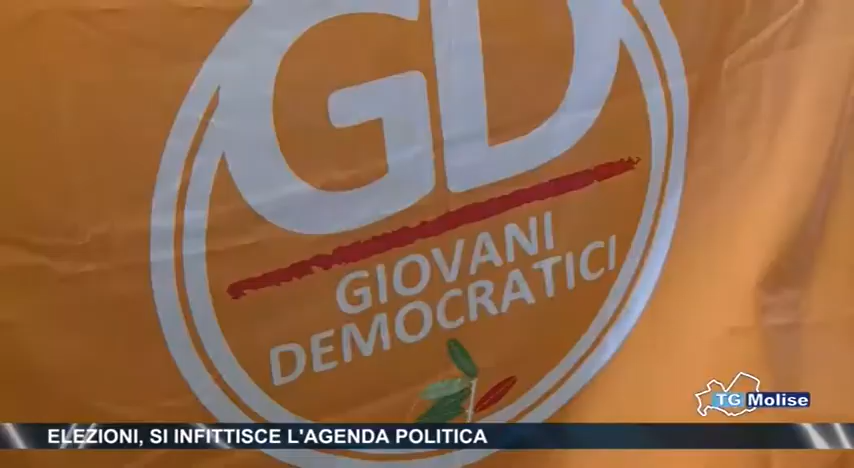 GD
GIOVANI
DEMOCRATICI
TG Molise
ELEZIONI, SI INFITTISCE L'AGENDA POLITICA